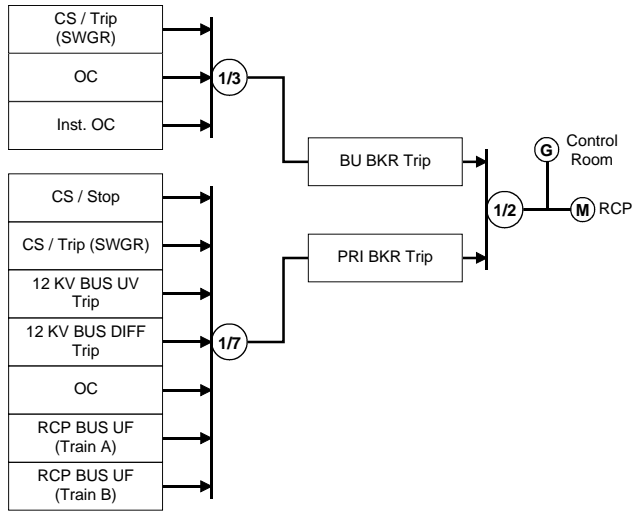 CS / Trip
(SWGR)
OC
Inst. OC
1/3
BU BKR Trip
G
Control
Room
1/2
M
RCP
CS / Stop
CS / Trip (SWGR)
12 KV BUS UV
Trip
12 KV BUS DIFF
Trip
OC
RCP BUS UF
(Train A)
RCP BUS UF
(Train B)
1/7
PRI BKR Trip